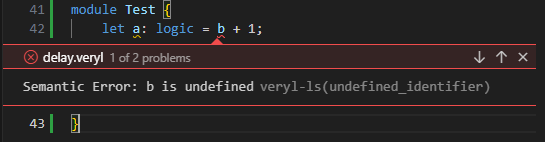 41 module Test {
42 let a: logic = b + 1;
delay.veryl 1 of 2 problems
Semantic Error: b is undefined veryl-ls(undefined_identifier)
43 }